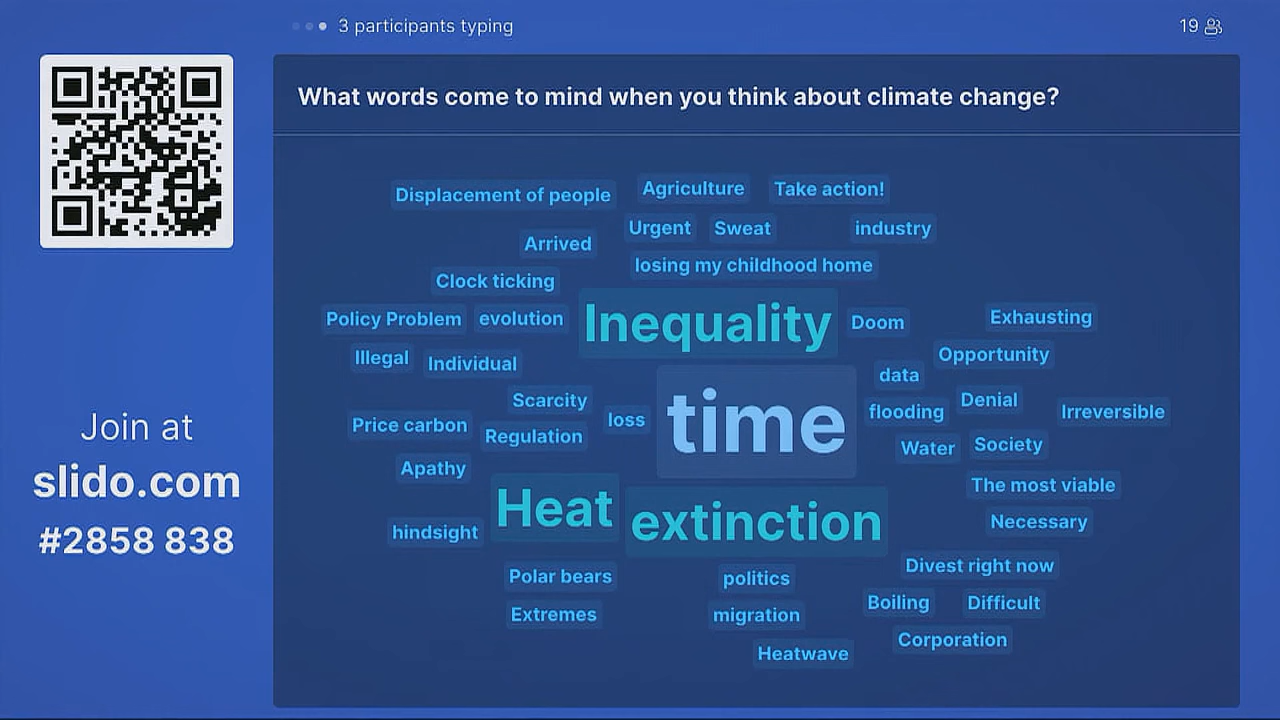 3 participants typing
19
What words come to mind when you think about climate change?
Displacement of people
Agriculture
Take action!
Urgent
Sweat
industry
Arrived
losing my childhood home
Clock ticking
Policy Problem
evolution
Inequality
Doom
Exhausting
Illegal
Individual
Opportunity
data
Scarcity
loss
time
flooding
Denial
Irreversible
Price carbon
Regulation
Water
Society
Apathy
The most viable
Heat
extinction
Necessary
hindsight
Polar bears
politics
Divest right now
Extremes
migration
Boiling
Difficult
Heatwave
Corporation
Join at
slido.com
#2858 838